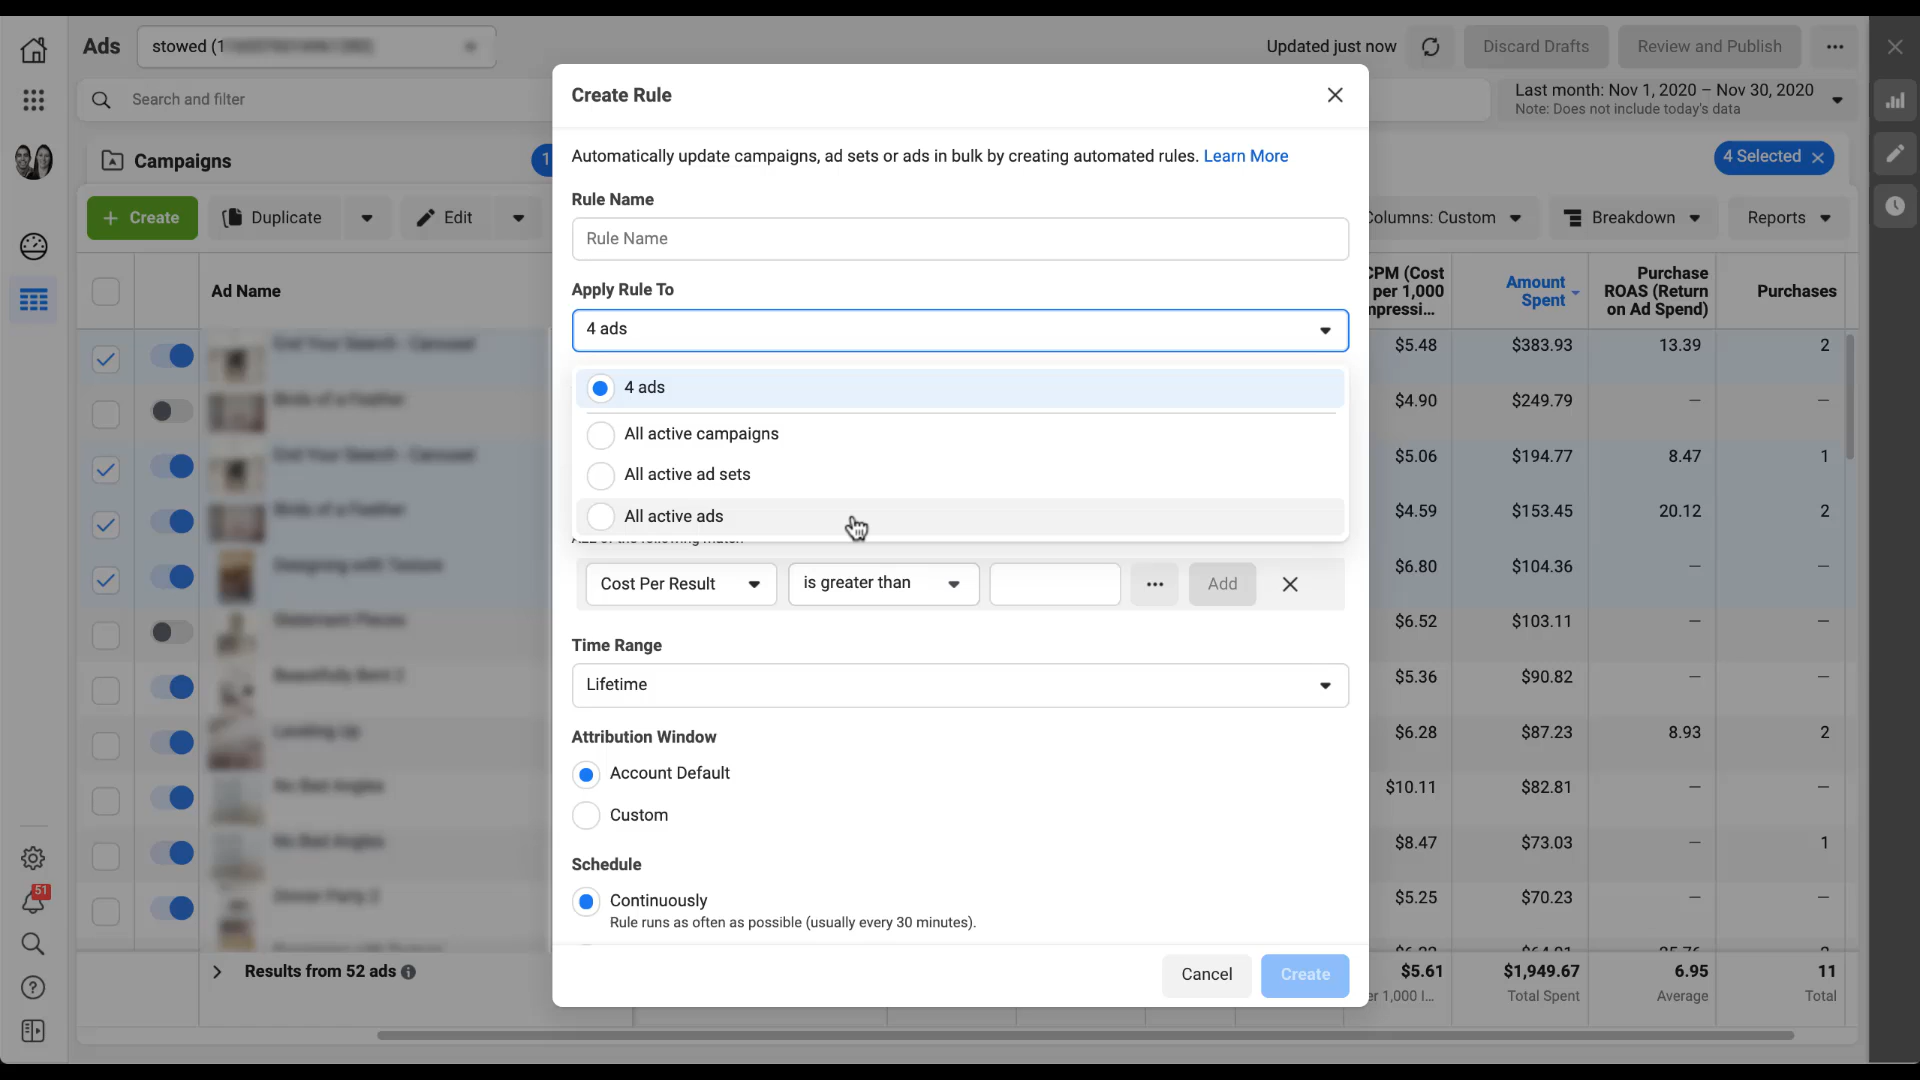 Ads
stowed (1
Updated just now
Discard Drafts
Review and Publish
Search and filter
Last month: Nov 1, 2020 – Nov 30, 2020
Note: Does not include today's data
Campaigns
1
4 Selected
Create
Duplicate
Edit
Columns: Custom
Breakdown
Reports
Ad Name
CPM (Cost
per 1,000
Impressi...
Amount
Spent
Purchase
ROAS (Return
on Ad Spend)
Purchases
$5.48 $383.93 13.39 2
$4.90 $249.79 — —
$5.06 $194.77 8.47 1
$4.59 $153.45 20.12 2
$6.80 $104.36 — —
$6.52 $103.11 — —
$5.36 $90.82 — —
$6.28 $87.23 8.93 2
$10.11 $82.81 — —
$8.47 $73.03 — 1
$5.25 $70.23 — —
Results from 52 ads
$5.61 $1,949.67 6.95 11
er 1,000 I... Total Spent Average Total
51
Create Rule
Automatically update campaigns, ad sets or ads in bulk by creating automated rules. Learn More
Rule Name
Rule Name
Apply Rule To
4 ads
4 ads
All active campaigns
All active ad sets
All active ads
Cost Per Result
is greater than
Add
Time Range
Lifetime
Attribution Window
Account Default
Custom
Schedule
Continuously
Rule runs as often as possible (usually every 30 minutes).
Cancel
Create